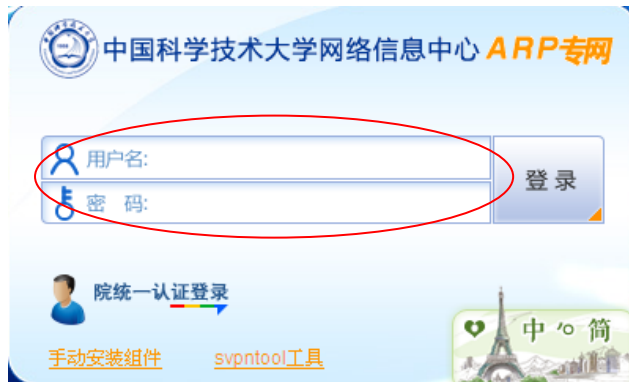 中国科学技术大学网络信息中心 ARP专网
用户名:
登录
密 码:
院统一认证登录
中 简
手动安装组件 svpntool工具